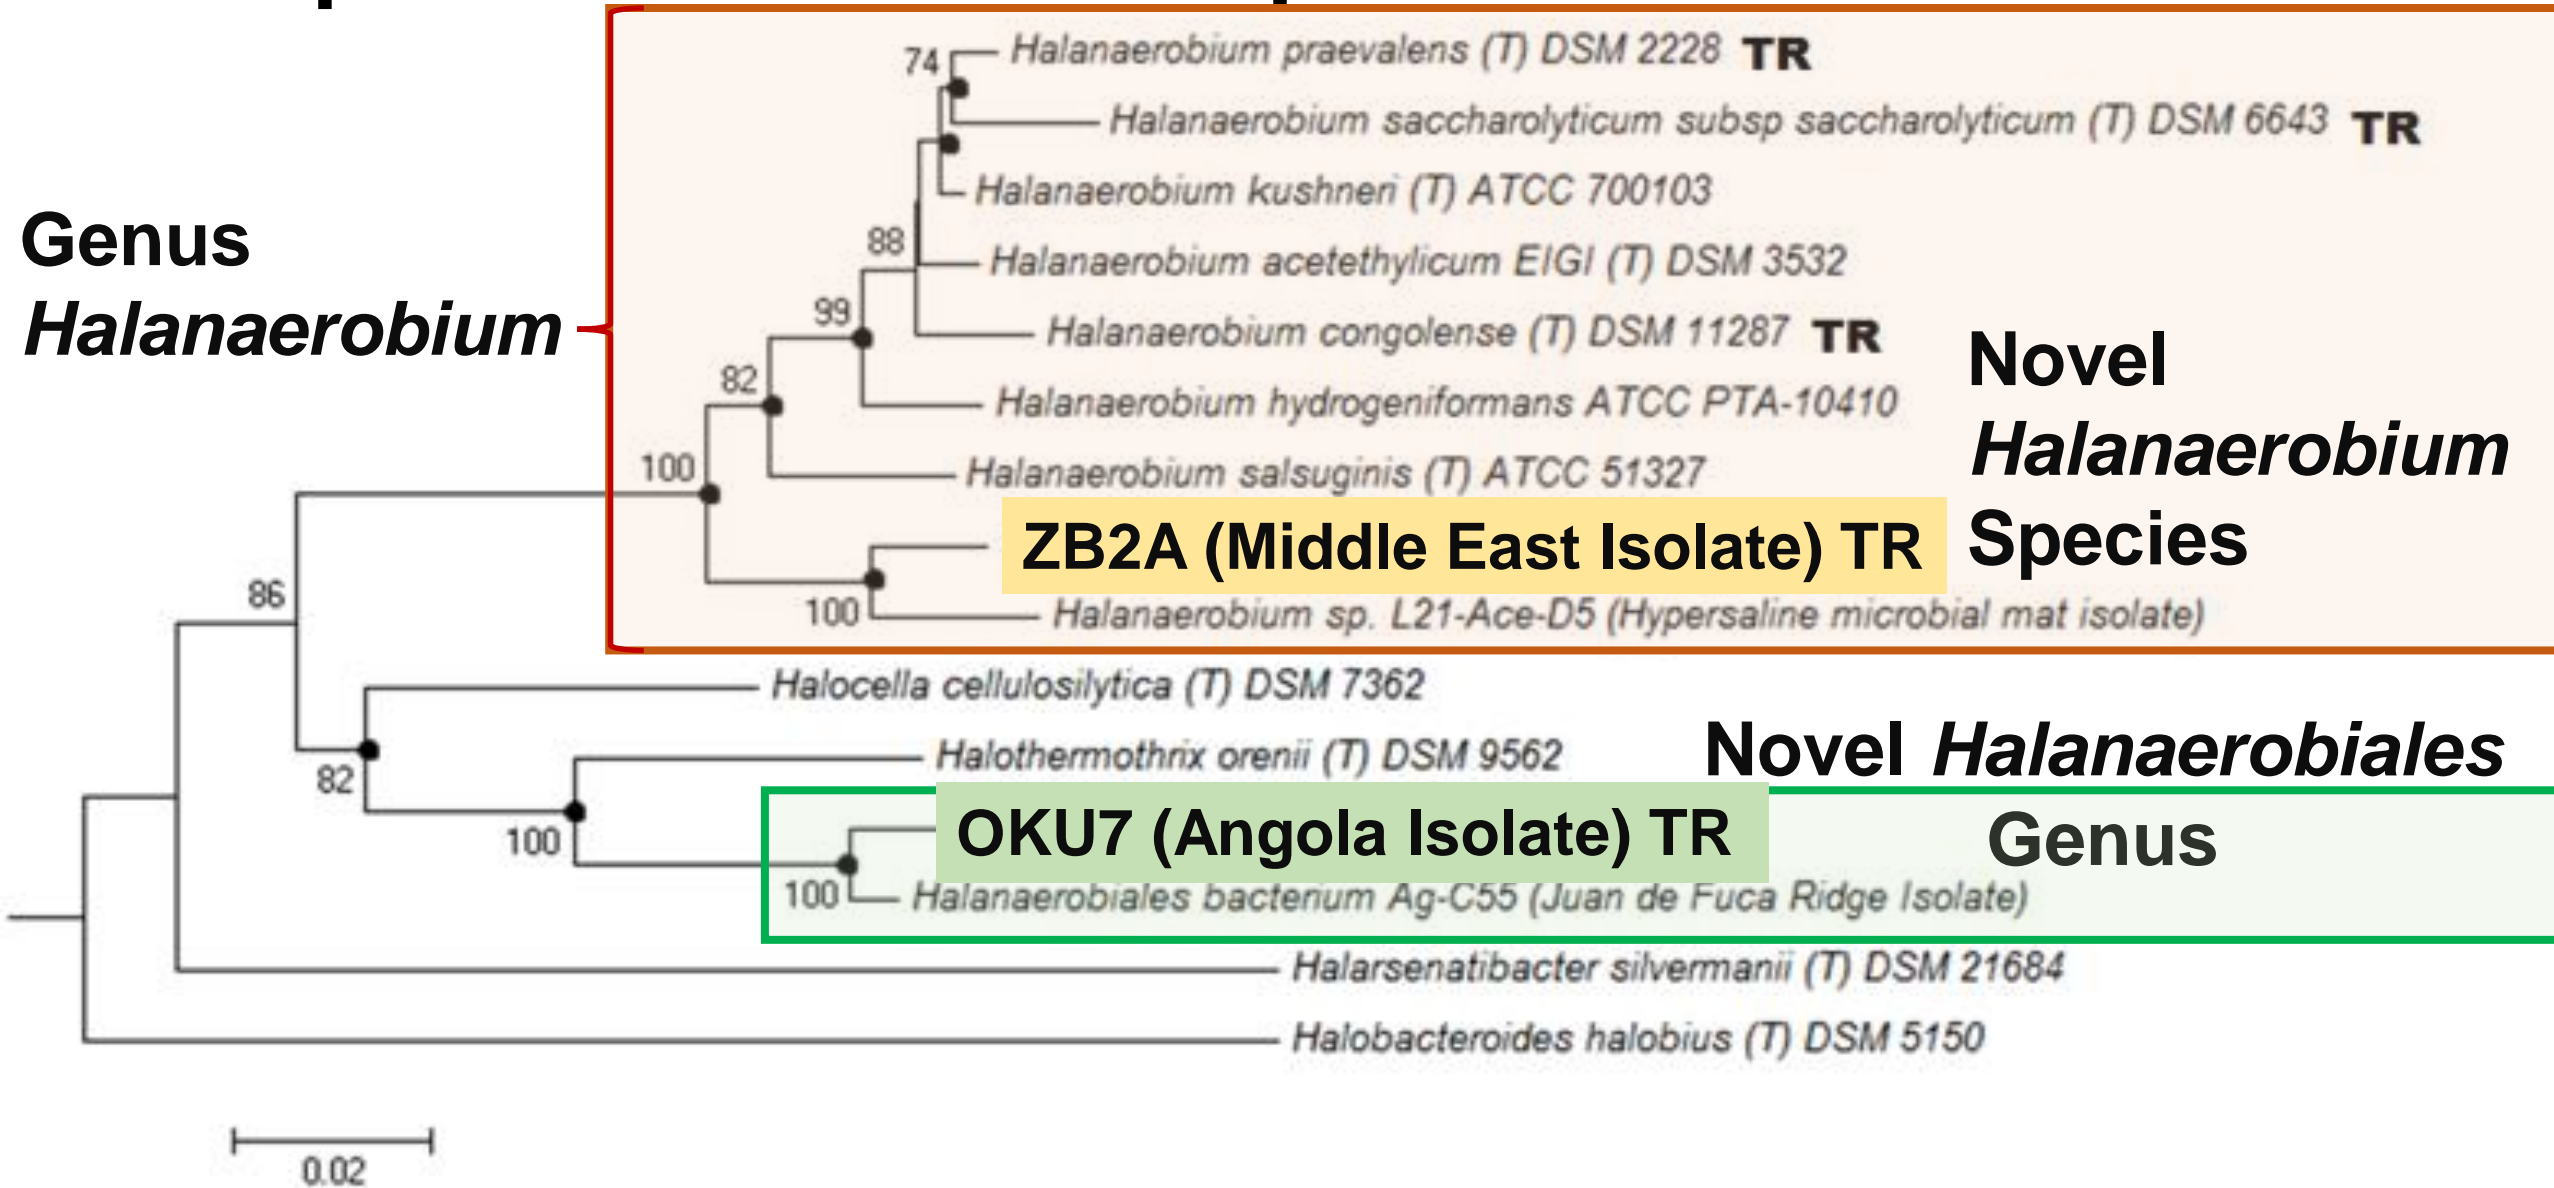 74
Halanaerobium praevalens (T) DSM 2228 TR
Halanaerobium saccharolyticum subsp saccharolyticum (T) DSM 6643 TR
Halanaerobium kushneri (T) ATCC 700103
Genus
Halanaerobium
88
Halanaerobium acetethylicum EIGI (T) DSM 3532
99
Halanaerobium congolense (T) DSM 11287 TR
Novel
Halanaerobium
Species
82
Halanaerobium hydrogeniformans ATCC PTA-10410
100
Halanaerobium salsuginis (T) ATCC 51327
ZB2A (Middle East Isolate) TR
86
100
Halanaerobium sp. L21-Ace-D5 (Hypersaline microbial mat isolate)
Halocella cellulosilytica (T) DSM 7362
82
Halothermothrix orenii (T) DSM 9562
Novel Halanaerobiales
Genus
100
OKU7 (Angola Isolate) TR
100
Halanaerobiales bacterium Ag-C55 (Juan de Fuca Ridge Isolate)
Halarsenatibacter silvermanii (T) DSM 21684
Halobacteroides halobius (T) DSM 5150
0.02